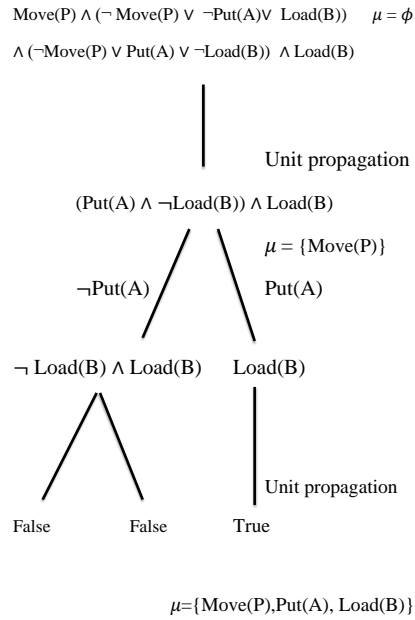 Move(P) ∧ (¬ Move(P) ∨ ¬Put(A)∨ Load(B)) μ = ϕ
∧ (¬Move(P) ∨ Put(A) ∨ ¬Load(B)) ∧ Load(B)
Unit propagation
(Put(A) ∧ ¬Load(B)) ∧ Load(B)
μ = {Move(P)}
¬Put(A) Put(A)
¬ Load(B) ∧ Load(B) Load(B)
Unit propagation
False False True
μ={Move(P),Put(A), Load(B)}